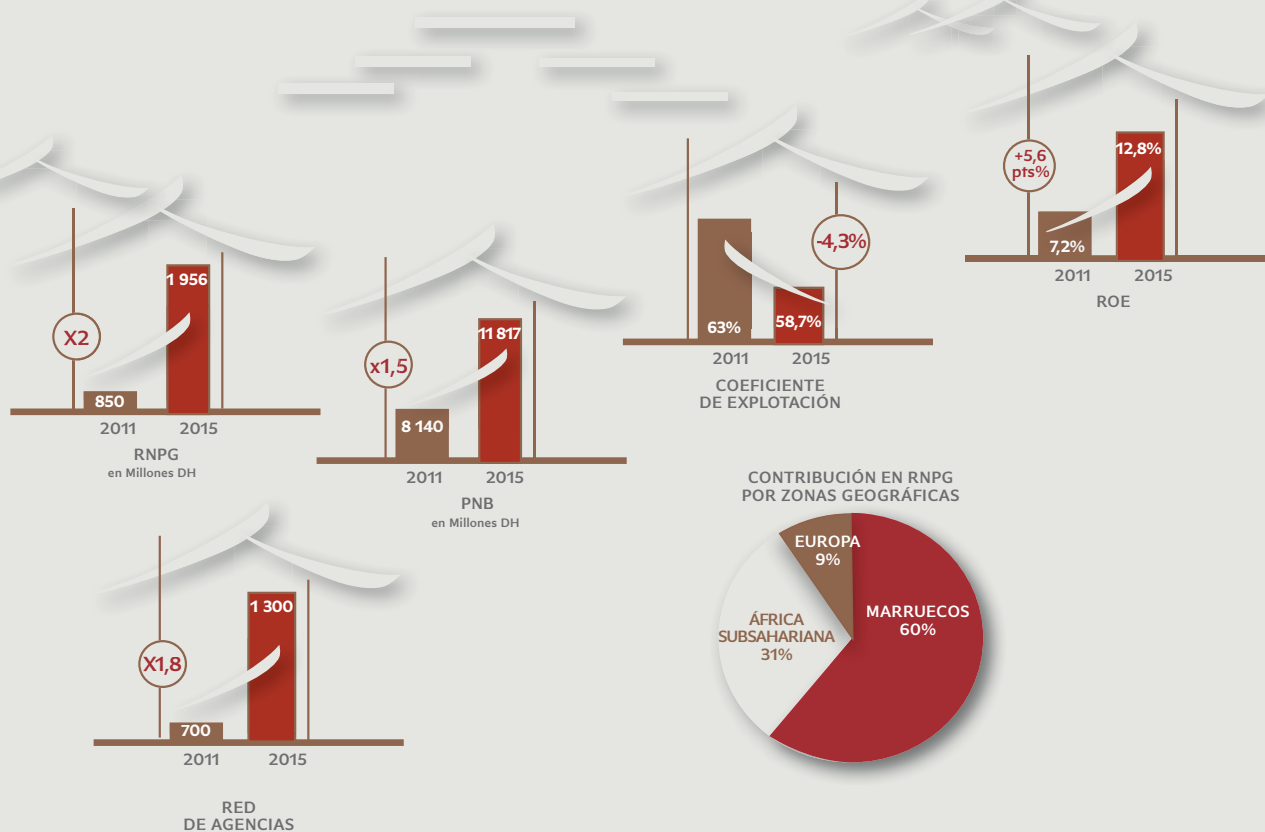 +5,6
pts%
12,8%
7,2%
2011 2015
ROE
-4,3%
63%
58,7%
2011 2015
COEFICIENTE
DE EXPLOTACIÓN
X2
1 956
850
2011 2015
RNPG
en Millones DH
x1,5
11 817
8 140
2011 2015
PNB
en Millones DH
X1,8
1 300
700
2011 2015
RED
DE AGENCIAS
CONTRIBUCIÓN EN RNPG
POR ZONAS GEOGRÁFICAS
EUROPA
9%
MARRUECOS
60%
ÁFRICA
SUBSAHARIANA
31%